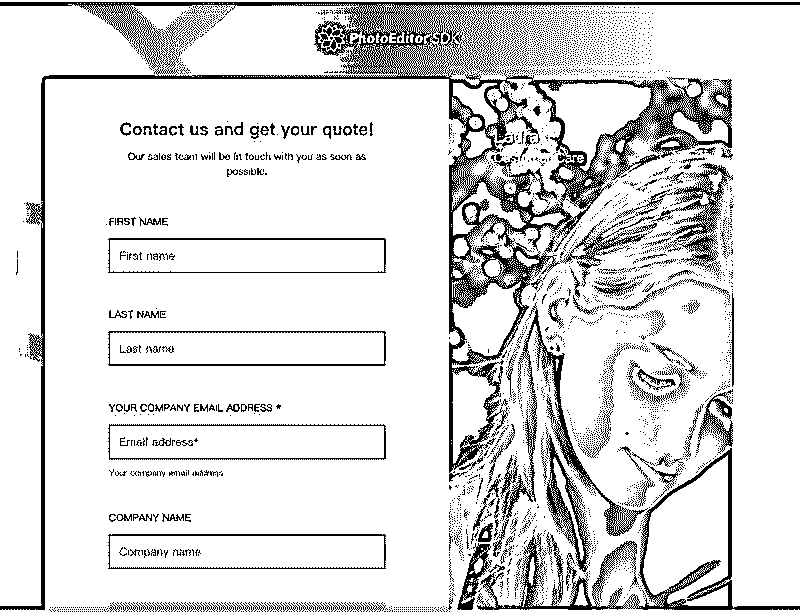 PhotoEditor SDK
Contact us and get your quote!
Our sales team will be in touch with you as soon as
possible.
FIRST NAME
First name
LAST NAME
Last name
YOUR COMPANY EMAIL ADDRESS *
Email address*
Your company email address
COMPANY NAME
Company name
Laura
Customer Care